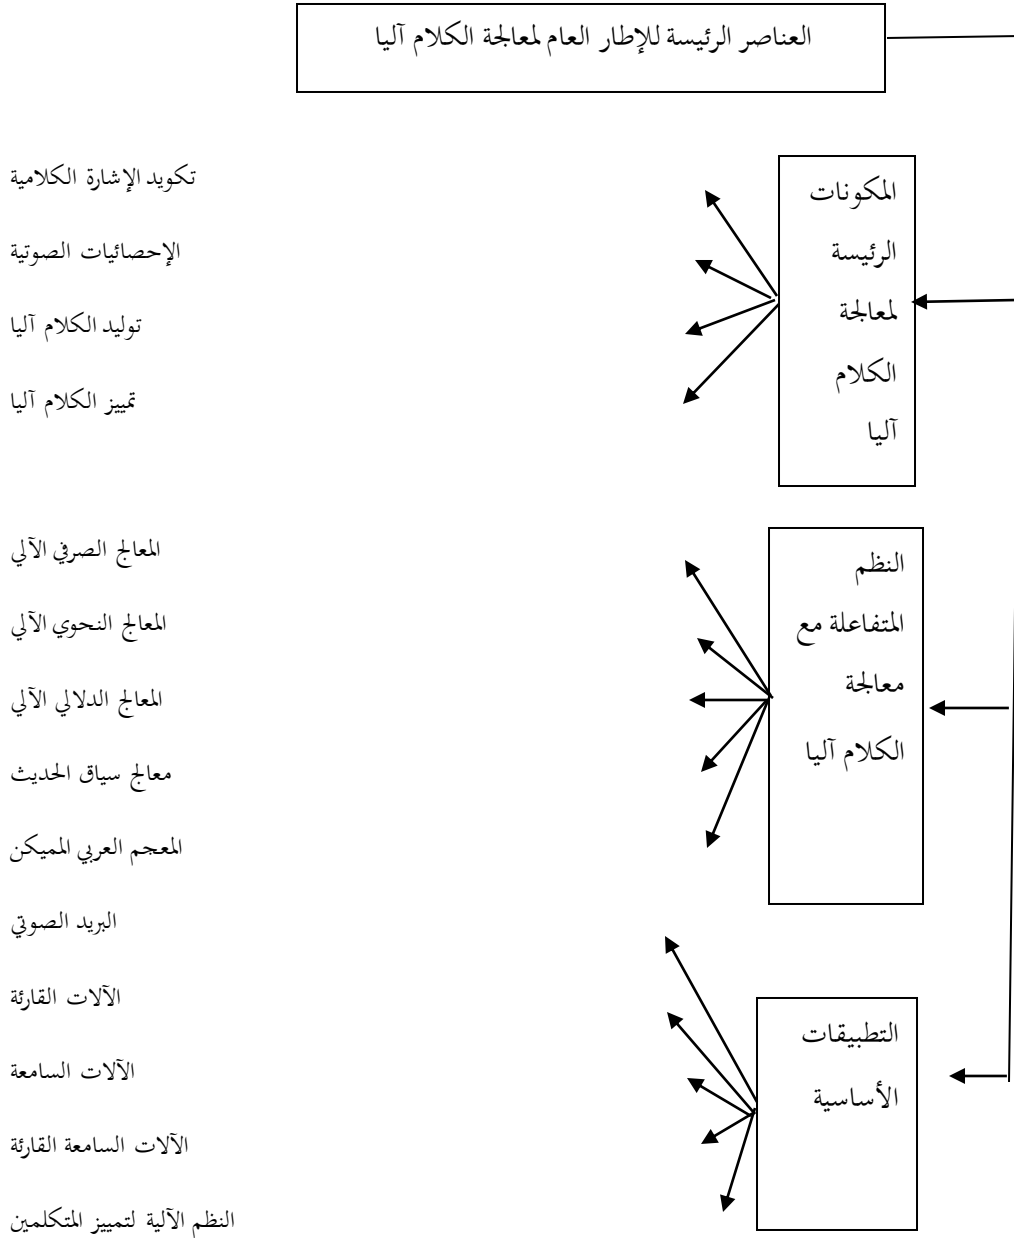 العناصر الرئيسة للإطار العام لمعالجة الكلام آليا
المكونات
الرئيسة
لمعالجة
الكلام
آليا
تكويد الإشارة الكلامية
الإحصائيات الصوتية
توليد الكلام آليا
تمييز الكلام آليا
النظم
المتفاعلة مع
معالجة
الكلام آليا
المعالج الصرفي الآلي
المعالج النحوي الآلي
المعالج الدلالي الآلي
معالج سياق الحديث
المعجم العربي المميكن
التطبيقات
الأساسية
البريد الصوتي
الآلات القارئة
الآلات السامعة
الآلات السامعة القارئة
النظم الآلية لتمييز المتكلمين